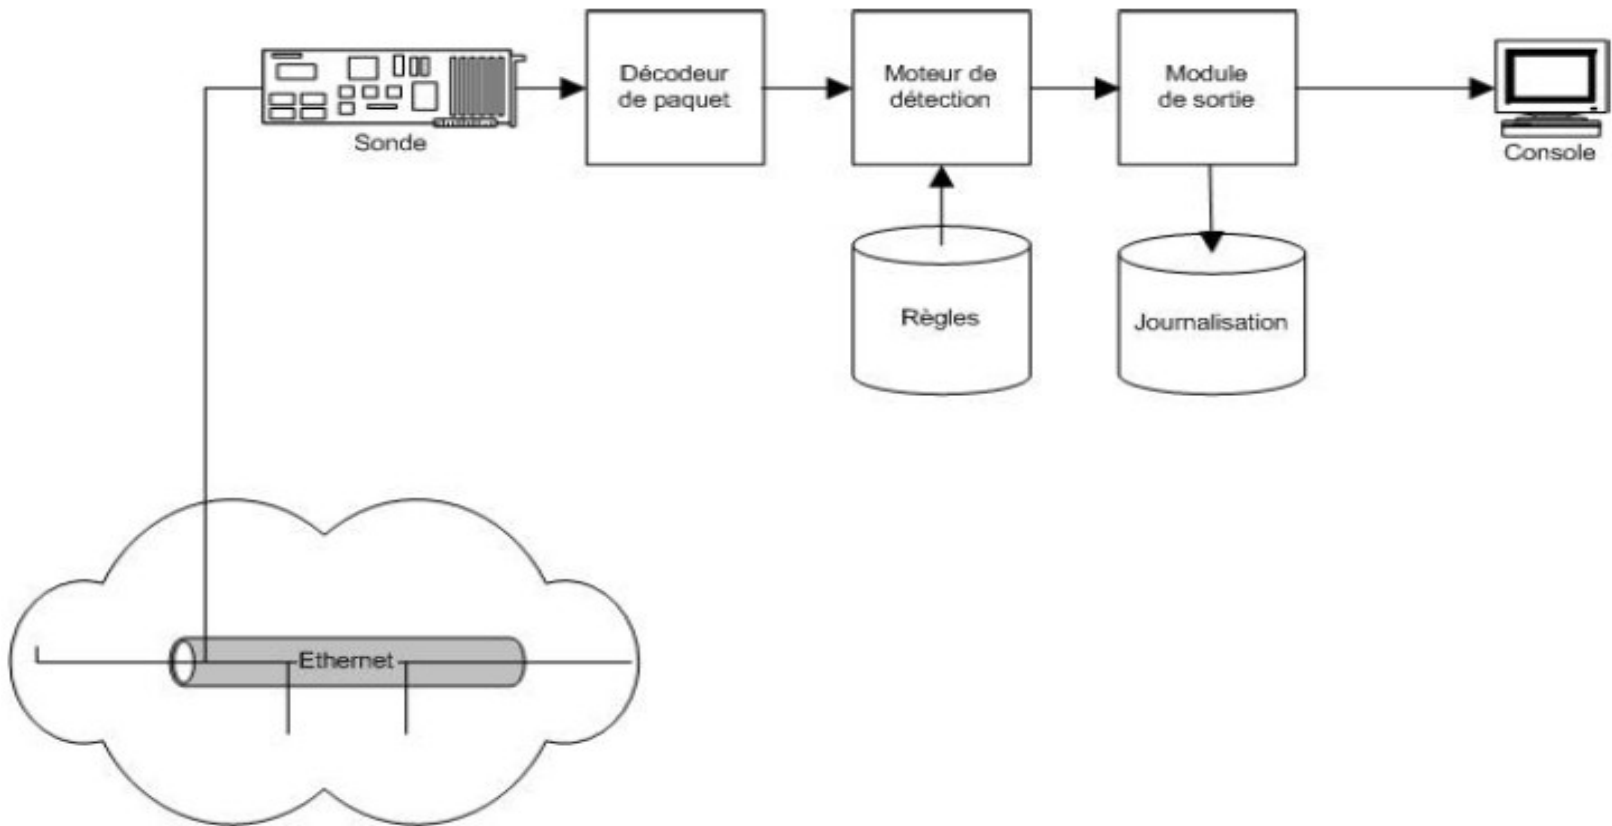 Sonde
Décodeur
de paquet
Moteur de
détection
Module
de sortie
Console
Règles
Journalisation
Ethernet